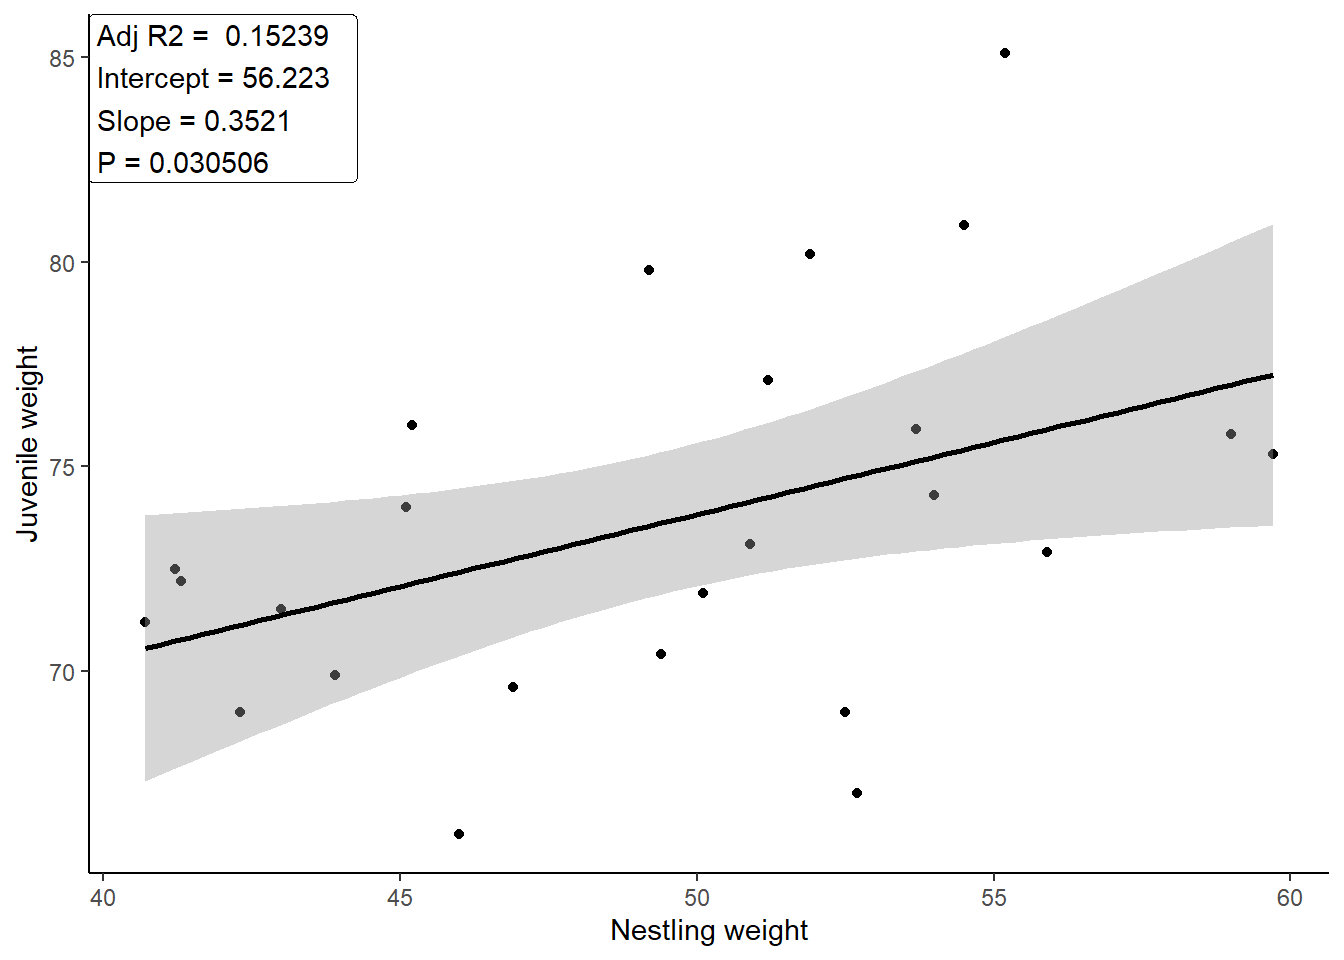 Adj R2 =  0.15239
Intercept = 56.223
Slope = 0.3521
P = 0.030506
85
80
75
70
Juvenile weight
40 45 50 55 60
Nestling weight